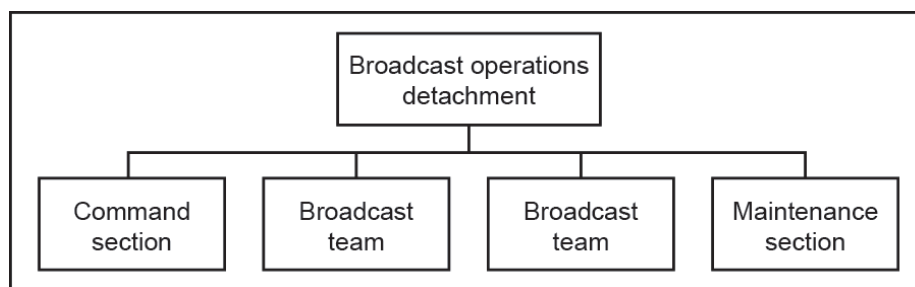 Broadcast operations
detachment
Command
section
Broadcast
team
Broadcast
team
Maintenance
section